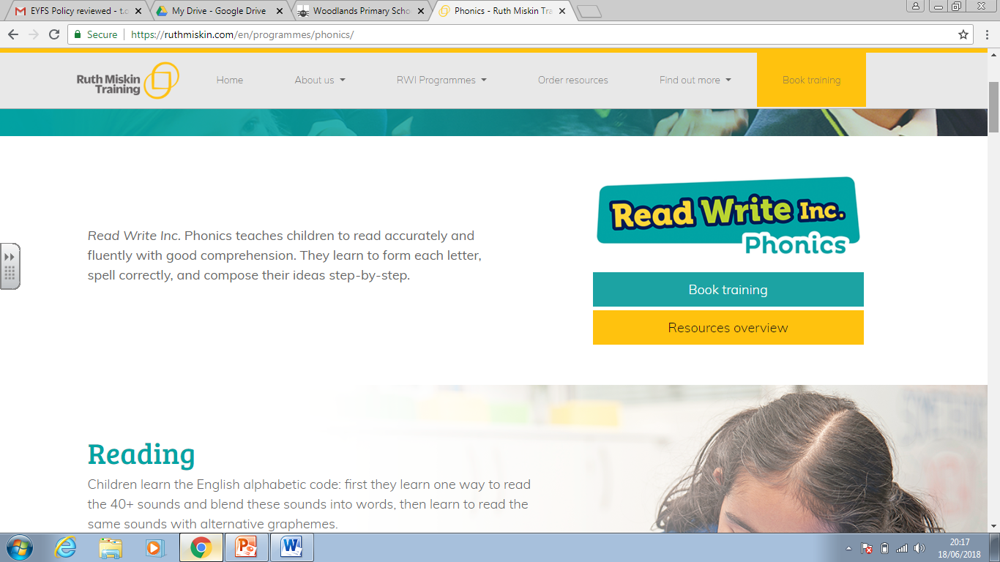 EYFS Policy reviewed - t.o
My Drive - Google Drive
Woodlands Primary Scho
Phonics - Ruth Miskin Tra
Secure
https://ruthmiskin.com/en/programmes/phonics/
Ruth Miskin
Training
Home
About us
RWI Programmes
Order resources
Find out more
Book training
Read Write Inc.
Phonics
Read Write Inc. Phonics teaches children to read accurately and
fluently with good comprehension. They learn to form each letter,
spell correctly, and compose their ideas step-by-step.
Book training
Resources overview
Reading
Children learn the English alphabetic code: first they learn one way to read
the 40+ sounds and blend these sounds into words, then learn to read the
same sounds with alternative graphemes.
20:17
18/06/2018